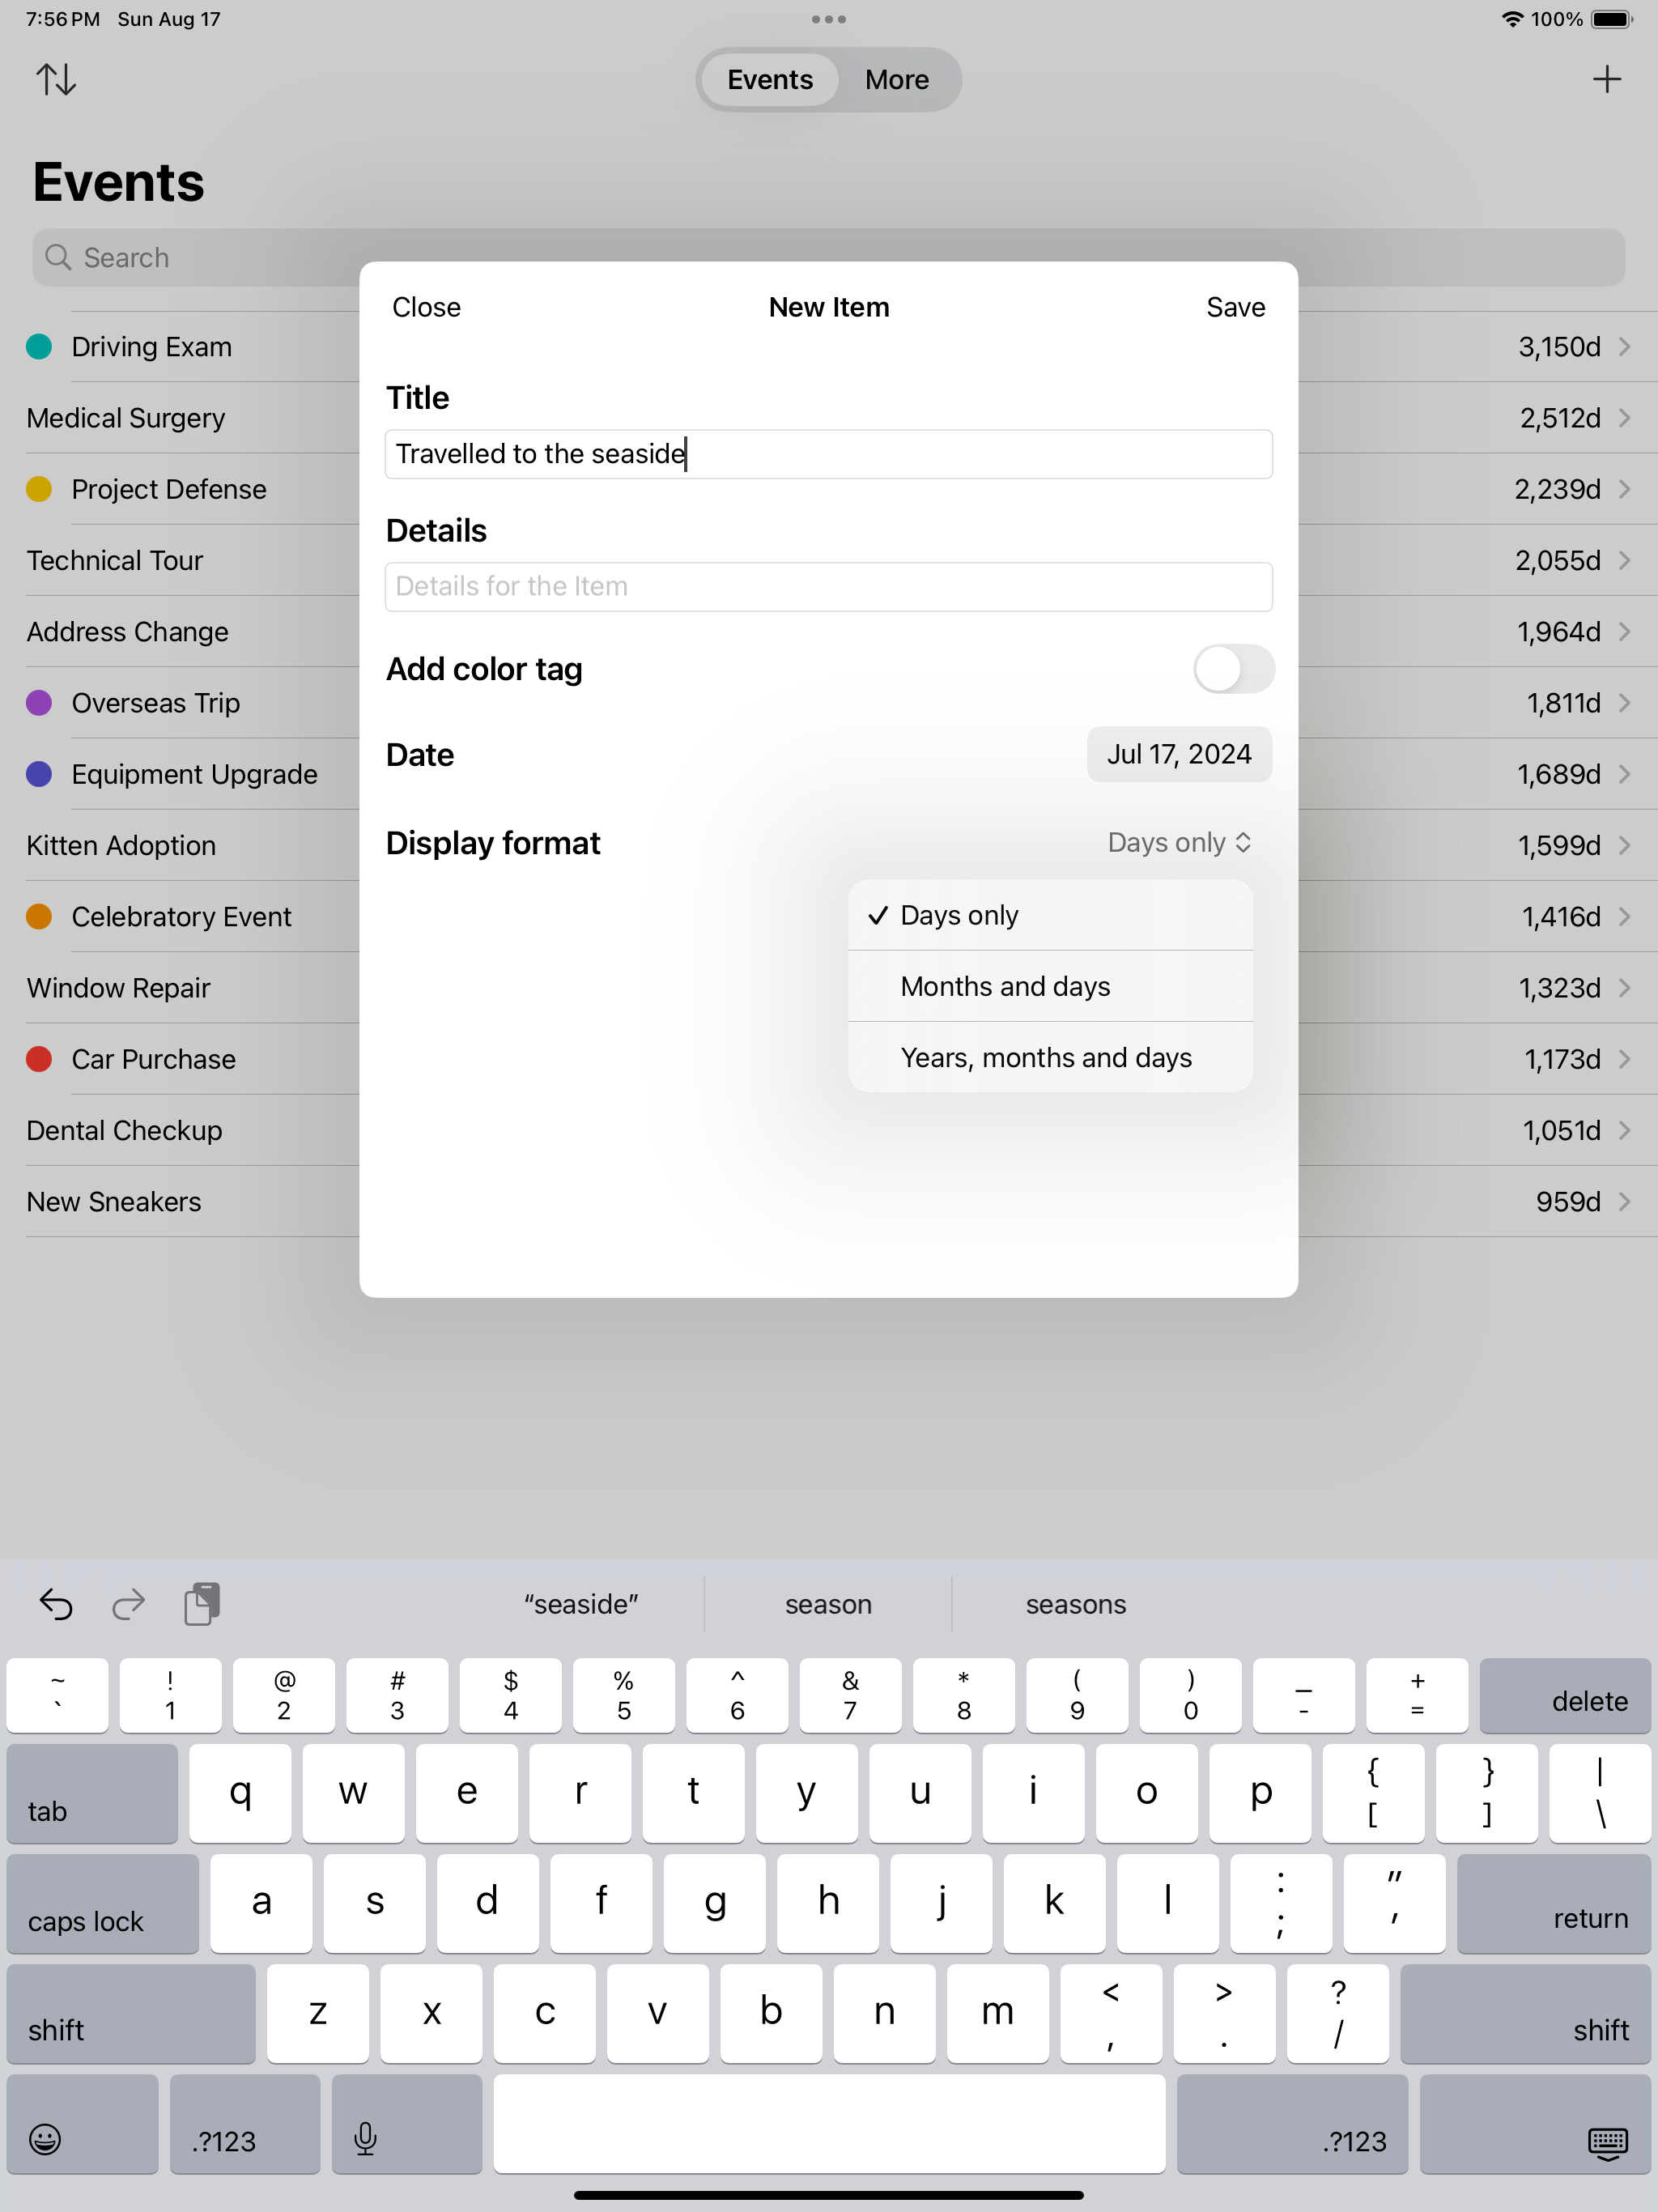 7:56 PM Sun Aug 17
100%
Events More
Events
Search
Close New Item Save
Title
Travelled to the seaside
Details
Details for the Item
Add color tag
Date Jul 17, 2024
Display format Days only
✓ Days only
Months and days
Years, months and days
Driving Exam 3,150d
Medical Surgery 2,512d
Project Defense 2,239d
Technical Tour 2,055d
Address Change 1,964d
Overseas Trip 1,811d
Equipment Upgrade 1,689d
Kitten Adoption 1,599d
Celebratory Event 1,416d
Window Repair 1,323d
Car Purchase 1,173d
Dental Checkup 1,051d
New Sneakers 959d
“seaside” season seasons
~ ! @ # $ % ^ & * ( ) _ +
` 1 2 3 4 5 6 7 8 9 0 - = delete
tab q w e r t y u i o p { [ } ] | \
caps lock a s d f g h j k l : ; " ' return
shift z x c v b n m < , > . ? / shift
.?123 .?123